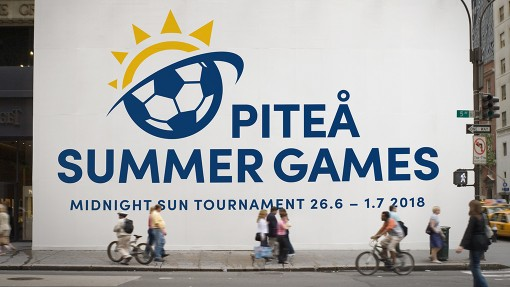 PITEÅ
SUMMER GAMES
MIDNIGHT SUN TOURNAMENT 26.6 – 1.7 2018